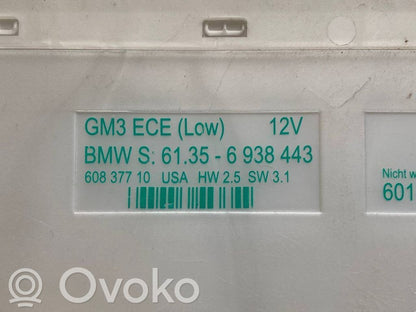 GM3 ECE (Low) 12V
BMW S: 61.35 - 6 938 443
608 377 10 USA HW 2.5 SW 3.1
Nicht w
601
© Ovoko